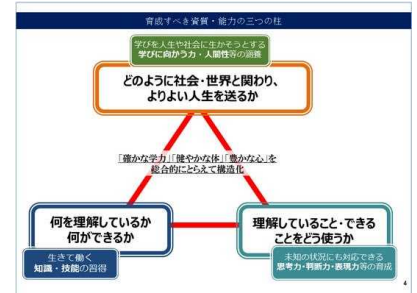 育成すべき資質・能力の三つの柱
学びを人生や社会に生かそうとする
学びに向かう力・人間性等の涵養
どのように社会・世界と関わり、
よりよい人生を送るか
「確かな学力」「健やかな体」「豊かな心」を
総合的にとらえて構造化
何を理解しているか
何ができるか
生きて働く
知識・技能の習得
理解していること・できる
ことをどう使うか
未知の状況にも対応できる
思考力・判断力・表現力等の育成
4